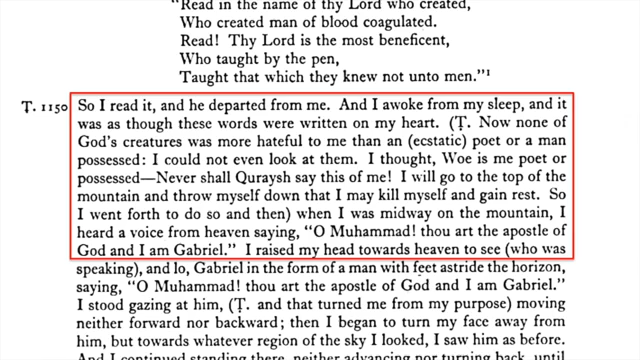 "Read in the name of thy Lord who created,
Who created man of blood coagulated.
Read! Thy Lord is the most beneficent,
Who taught by the pen,
Taught that which they knew not unto men."¹
Ṭ. 1150 So I read it, and he departed from me. And I awoke from my sleep, and it
was as though these words were written on my heart. (Ṭ. Now none of
God's creatures was more hateful to me than an (ecstatic) poet or a man
possessed: I could not even look at them. I thought, Woe is me poet or
possessed—Never shall Quraysh say this of me! I will go to the top of the
mountain and throw myself down that I may kill myself and gain rest. So
I went forth to do so and then) when I was midway on the mountain, I
heard a voice from heaven saying, "O Muhammad! thou art the apostle of
God and I am Gabriel." I raised my head towards heaven to see (who was
speaking), and lo, Gabriel in the form of a man with feet astride the horizon,
saying, "O Muhammad! thou art the apostle of God and I am Gabriel."
I stood gazing at him, (Ṭ. and that turned me from my purpose) moving
neither forward nor backward; then I began to turn my face away from
him, but towards whatever region of the sky I looked, I saw him as before.
And I continued standing there, neither advancing nor turning back, until